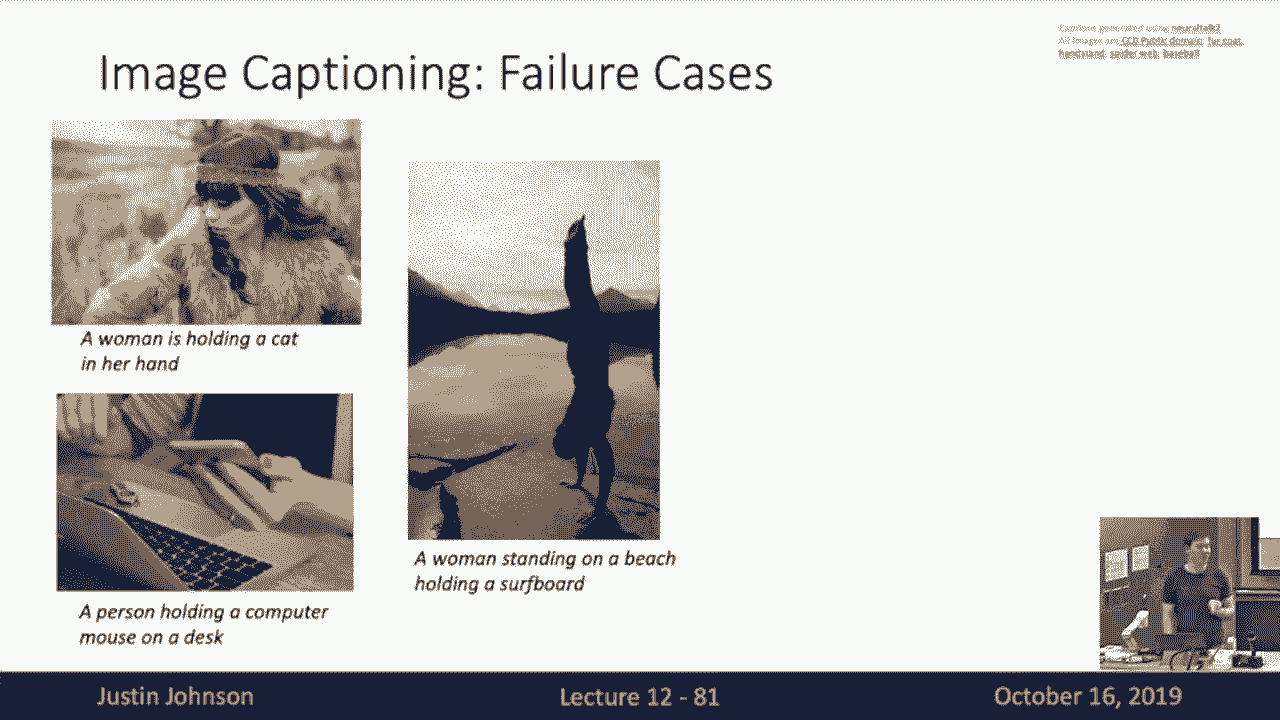 Captions generated using neuraltalk2
All images are CC0 Public domain: fur coat,
handstand, spider web, baseball
Image Captioning: Failure Cases
A woman is holding a cat
in her hand
A person holding a computer
mouse on a desk
A woman standing on a beach
holding a surfboard
Justin Johnson
Lecture 12 - 81
October 16, 2019